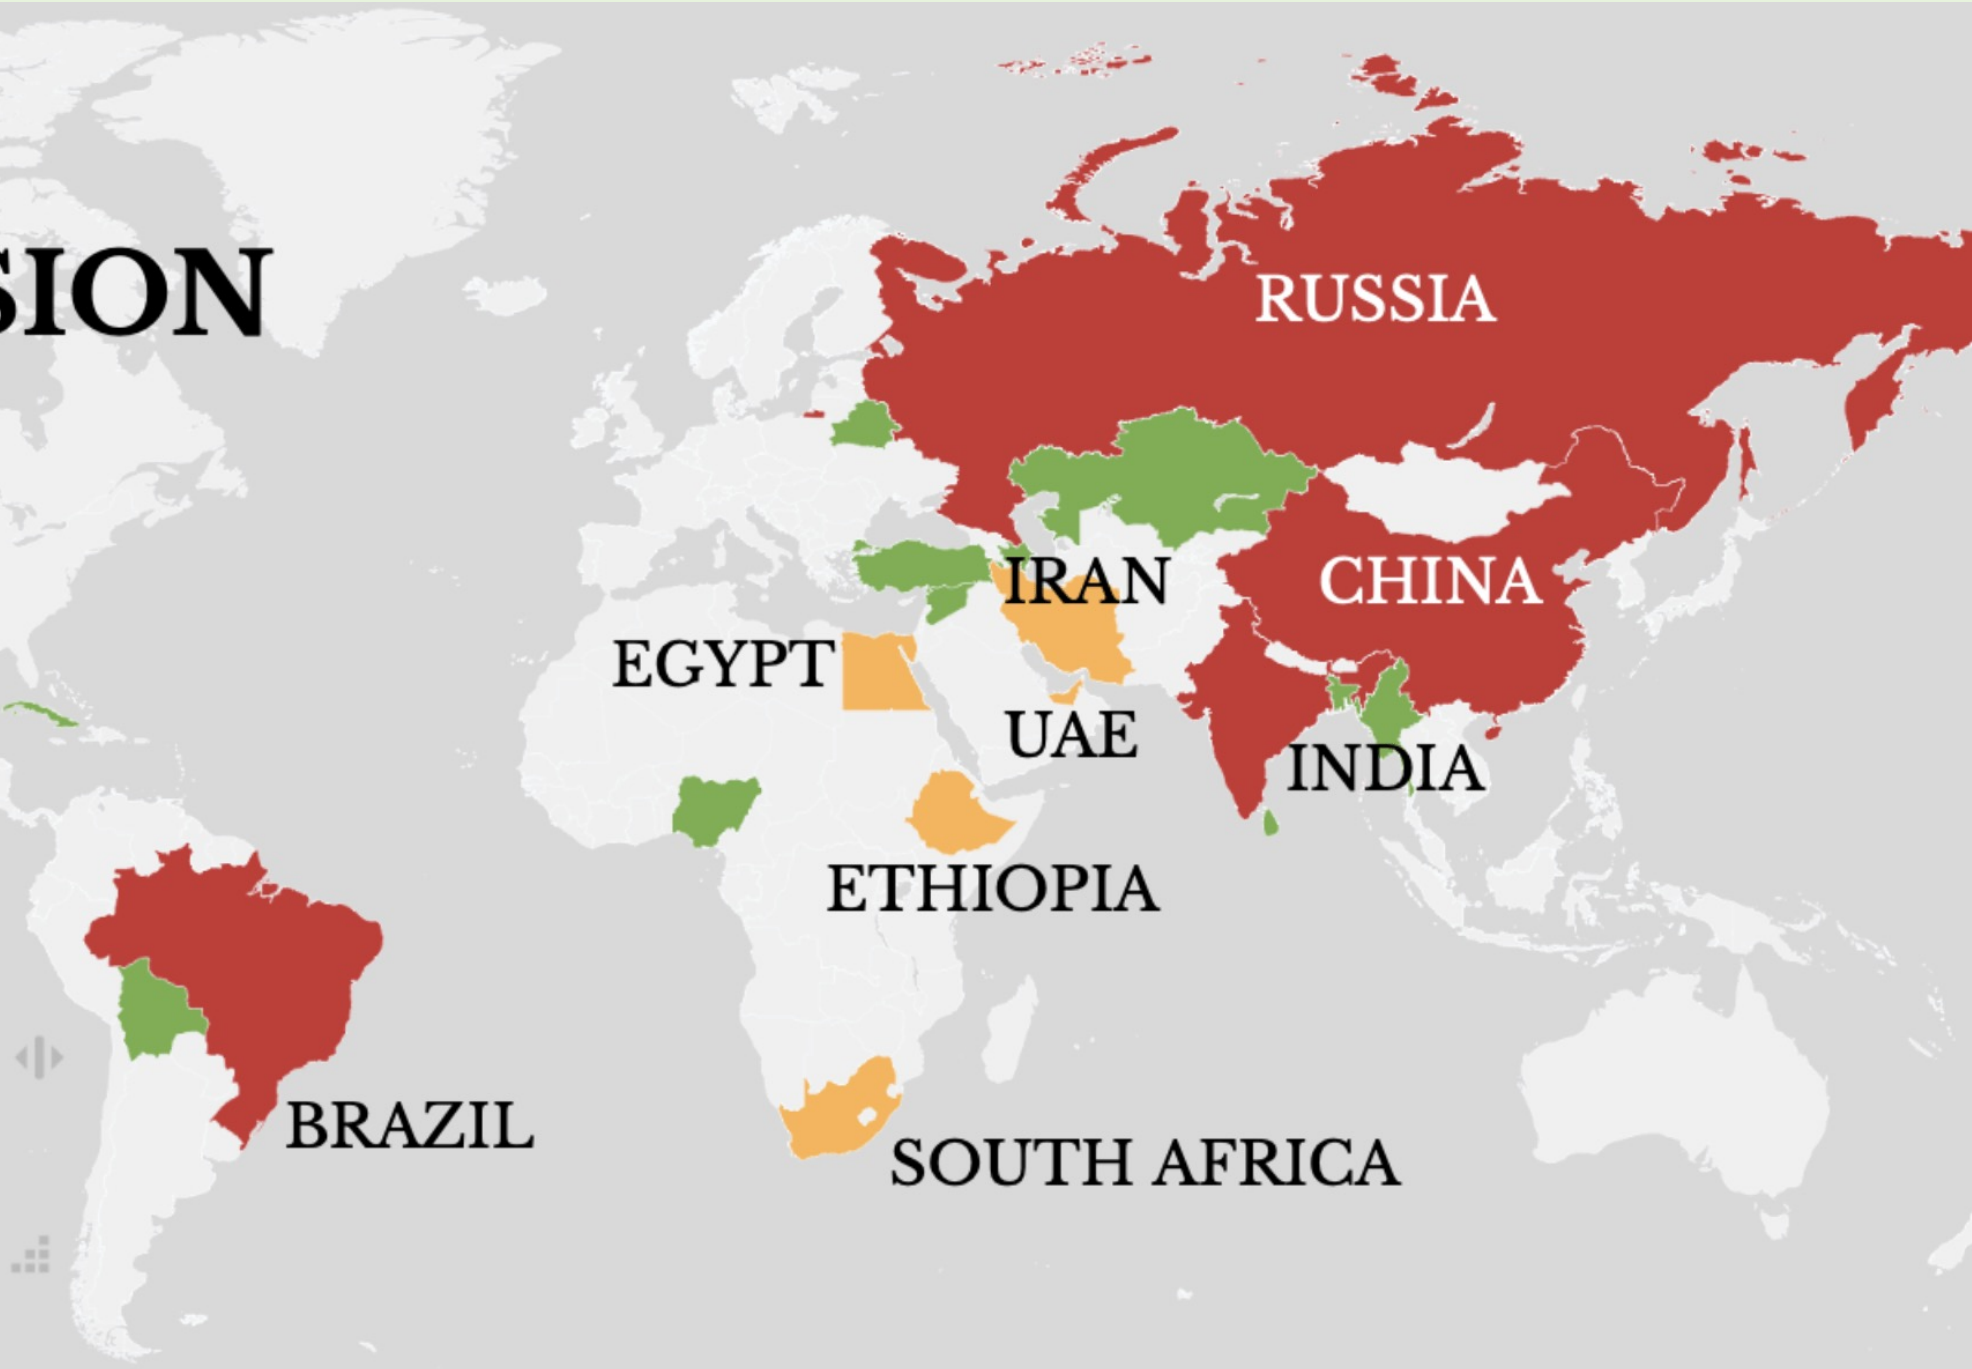 SION
RUSSIA
IRAN
CHINA
EGYPT
UAE
INDIA
ETHIOPIA
BRAZIL
SOUTH AFRICA